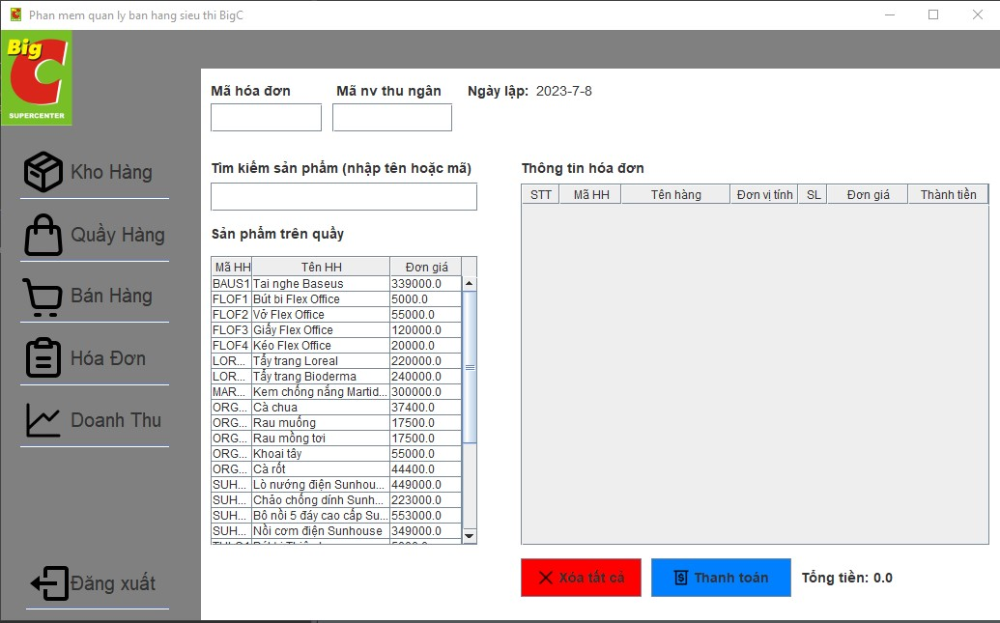 Phan mem quan ly ban hang sieu thi BigC
Big
C
SUPERCENTER
Kho Hàng
Quầy Hàng
Bán Hàng
Hóa Đơn
Doanh Thu
Đăng xuất
Mã hóa đơn Mã nv thu ngân Ngày lập: 2023-7-8
Tìm kiếm sản phẩm (nhập tên hoặc mã)
Sản phẩm trên quầy
Mã HH Tên HH Đơn giá
BAUS1 Tai nghe Baseus 339000.0
FLOF1 Bút bi Flex Office 5000.0
FLOF2 Vở Flex Office 55000.0
FLOF3 Giấy Flex Office 120000.0
FLOF4 Kéo Flex Office 20000.0
LOR... Tẩy trang Loreal 220000.0
LOR... Tẩy trang Bioderma 240000.0
MAR... Kem chống nắng Martid... 300000.0
ORG... Cà chua 37400.0
ORG... Rau muống 17500.0
ORG... Rau mồng tơi 17500.0
ORG... Khoai tây 55000.0
ORG... Cà rốt 44400.0
SUH... Lò nướng điện Sunhou... 449000.0
SUH... Chảo chống dính Sunh... 223000.0
SUH... Bô nồi 5 đáy cao cấp Su... 553000.0
SUH... Nồi cơm điện Sunhouse 349000.0
Thông tin hóa đơn
STT Mã HH Tên hàng Đơn vị tính SL Đơn giá Thành tiền
Xóa tất cả Thanh toán Tổng tiền: 0.0